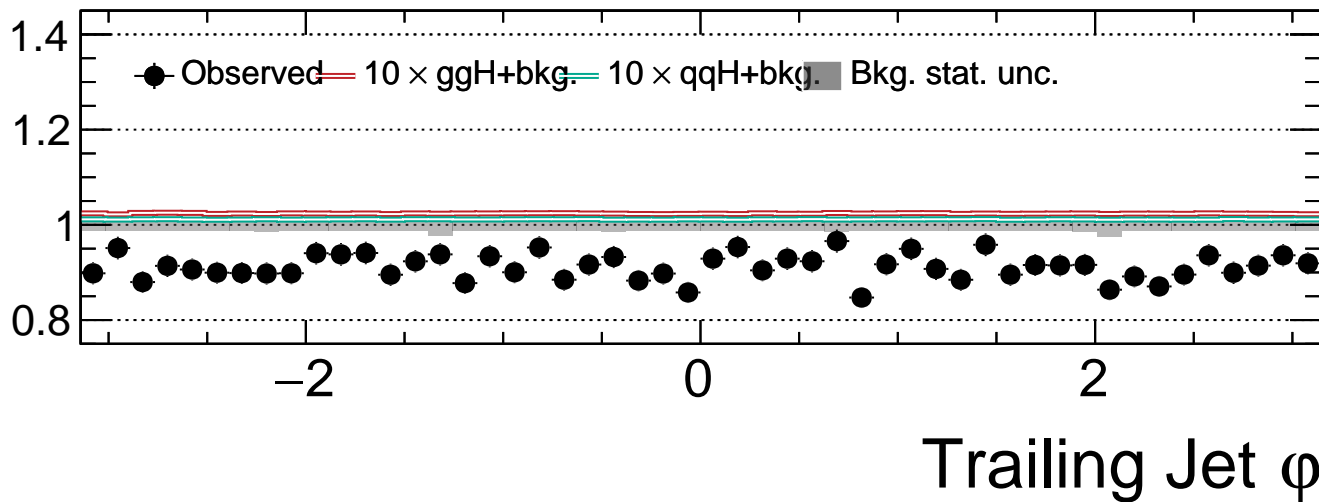 1.4
Observed 10 × ggH+bkg. 10 × qqH+bkg. Bkg. stat. unc.
1.2
1
0.8
−2 0 2
Trailing Jet φ